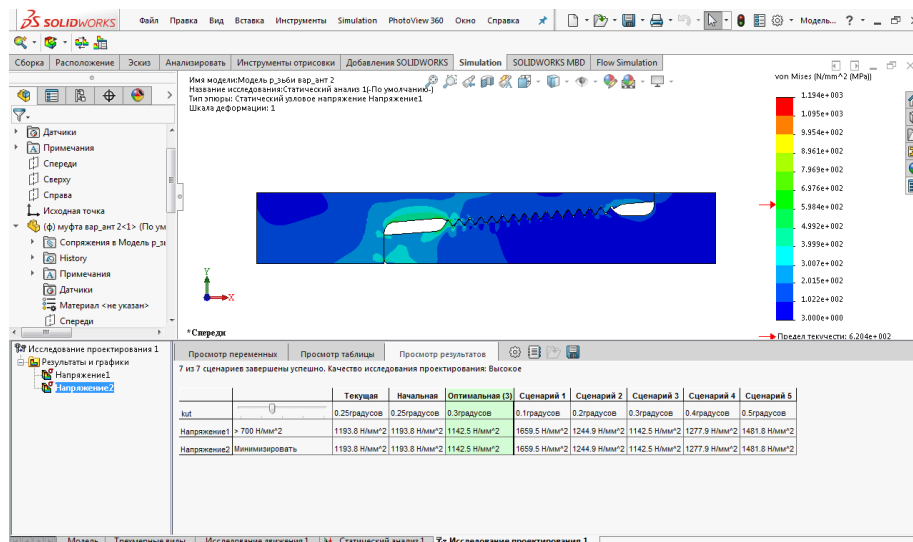 SOLIDWORKS Файл Правка Вид Вставка Инструменты Simulation PhotoView 360 Окно Справка Модель... ?
Сборка Расположение Эскиз Анализировать Инструменты отрисовки Добавления SOLIDWORKS Simulation SOLIDWORKS MBD Flow Simulation
Имя модели:Модель р_зьби вар_ант 2
Название исследования:Статический анализ 1(-По умолчанию-)
Тип эпюры: Статический узловое напряжение Напряжение1
Шкала деформации: 1
von Mises (N/mm^2 (MPa))
1.194e+003
1.095e+003
9.954e+002
8.961e+002
7.969e+002
6.976e+002
5.984e+002
4.992e+002
3.999e+002
3.007e+002
2.015e+002
1.022e+002
3.000e+000
Предел текучести: 6.204e+002
Датчики
Примечания
Спереди
Сверху
Справа
Исходная точка
(ф) муфта вар_ант 2<1> (По ум
Сопряжения в Модель р_зь
History
Примечания
Датчики
Материал <не указан>
Спереди
Y
X
*Спереди
Исследование проектирования 1
Результаты и графики
Напряжение1
Напряжение2
Просмотр переменных Просмотр таблицы Просмотр результатов
7 из 7 сценариев завершены успешно. Качество исследования проектирования: Высокое
Текущая Начальная Оптимальная (3) Сценарий 1 Сценарий 2 Сценарий 3 Сценарий 4 Сценарий 5
kut 0.25градусов 0.25градусов 0.3градусов 0.1градусов 0.2градусов 0.3градусов 0.4градусов 0.5градусов
Напряжение1 > 700 Н/мм^2 1193.8 Н/мм^2 1193.8 Н/мм^2 1142.5 Н/мм^2 1659.5 Н/мм^2 1244.9 Н/мм^2 1142.5 Н/мм^2 1277.9 Н/мм^2 1481.8 Н/мм^2
Напряжение2 Минимизировать 1193.8 Н/мм^2 1193.8 Н/мм^2 1142.5 Н/мм^2 1659.5 Н/мм^2 1244.9 Н/мм^2 1142.5 Н/мм^2 1277.9 Н/мм^2 1481.8 Н/мм^2
Модель Трехмерные виды Исследование движения 1 Статический анализ 1 Исследование проектирования 1